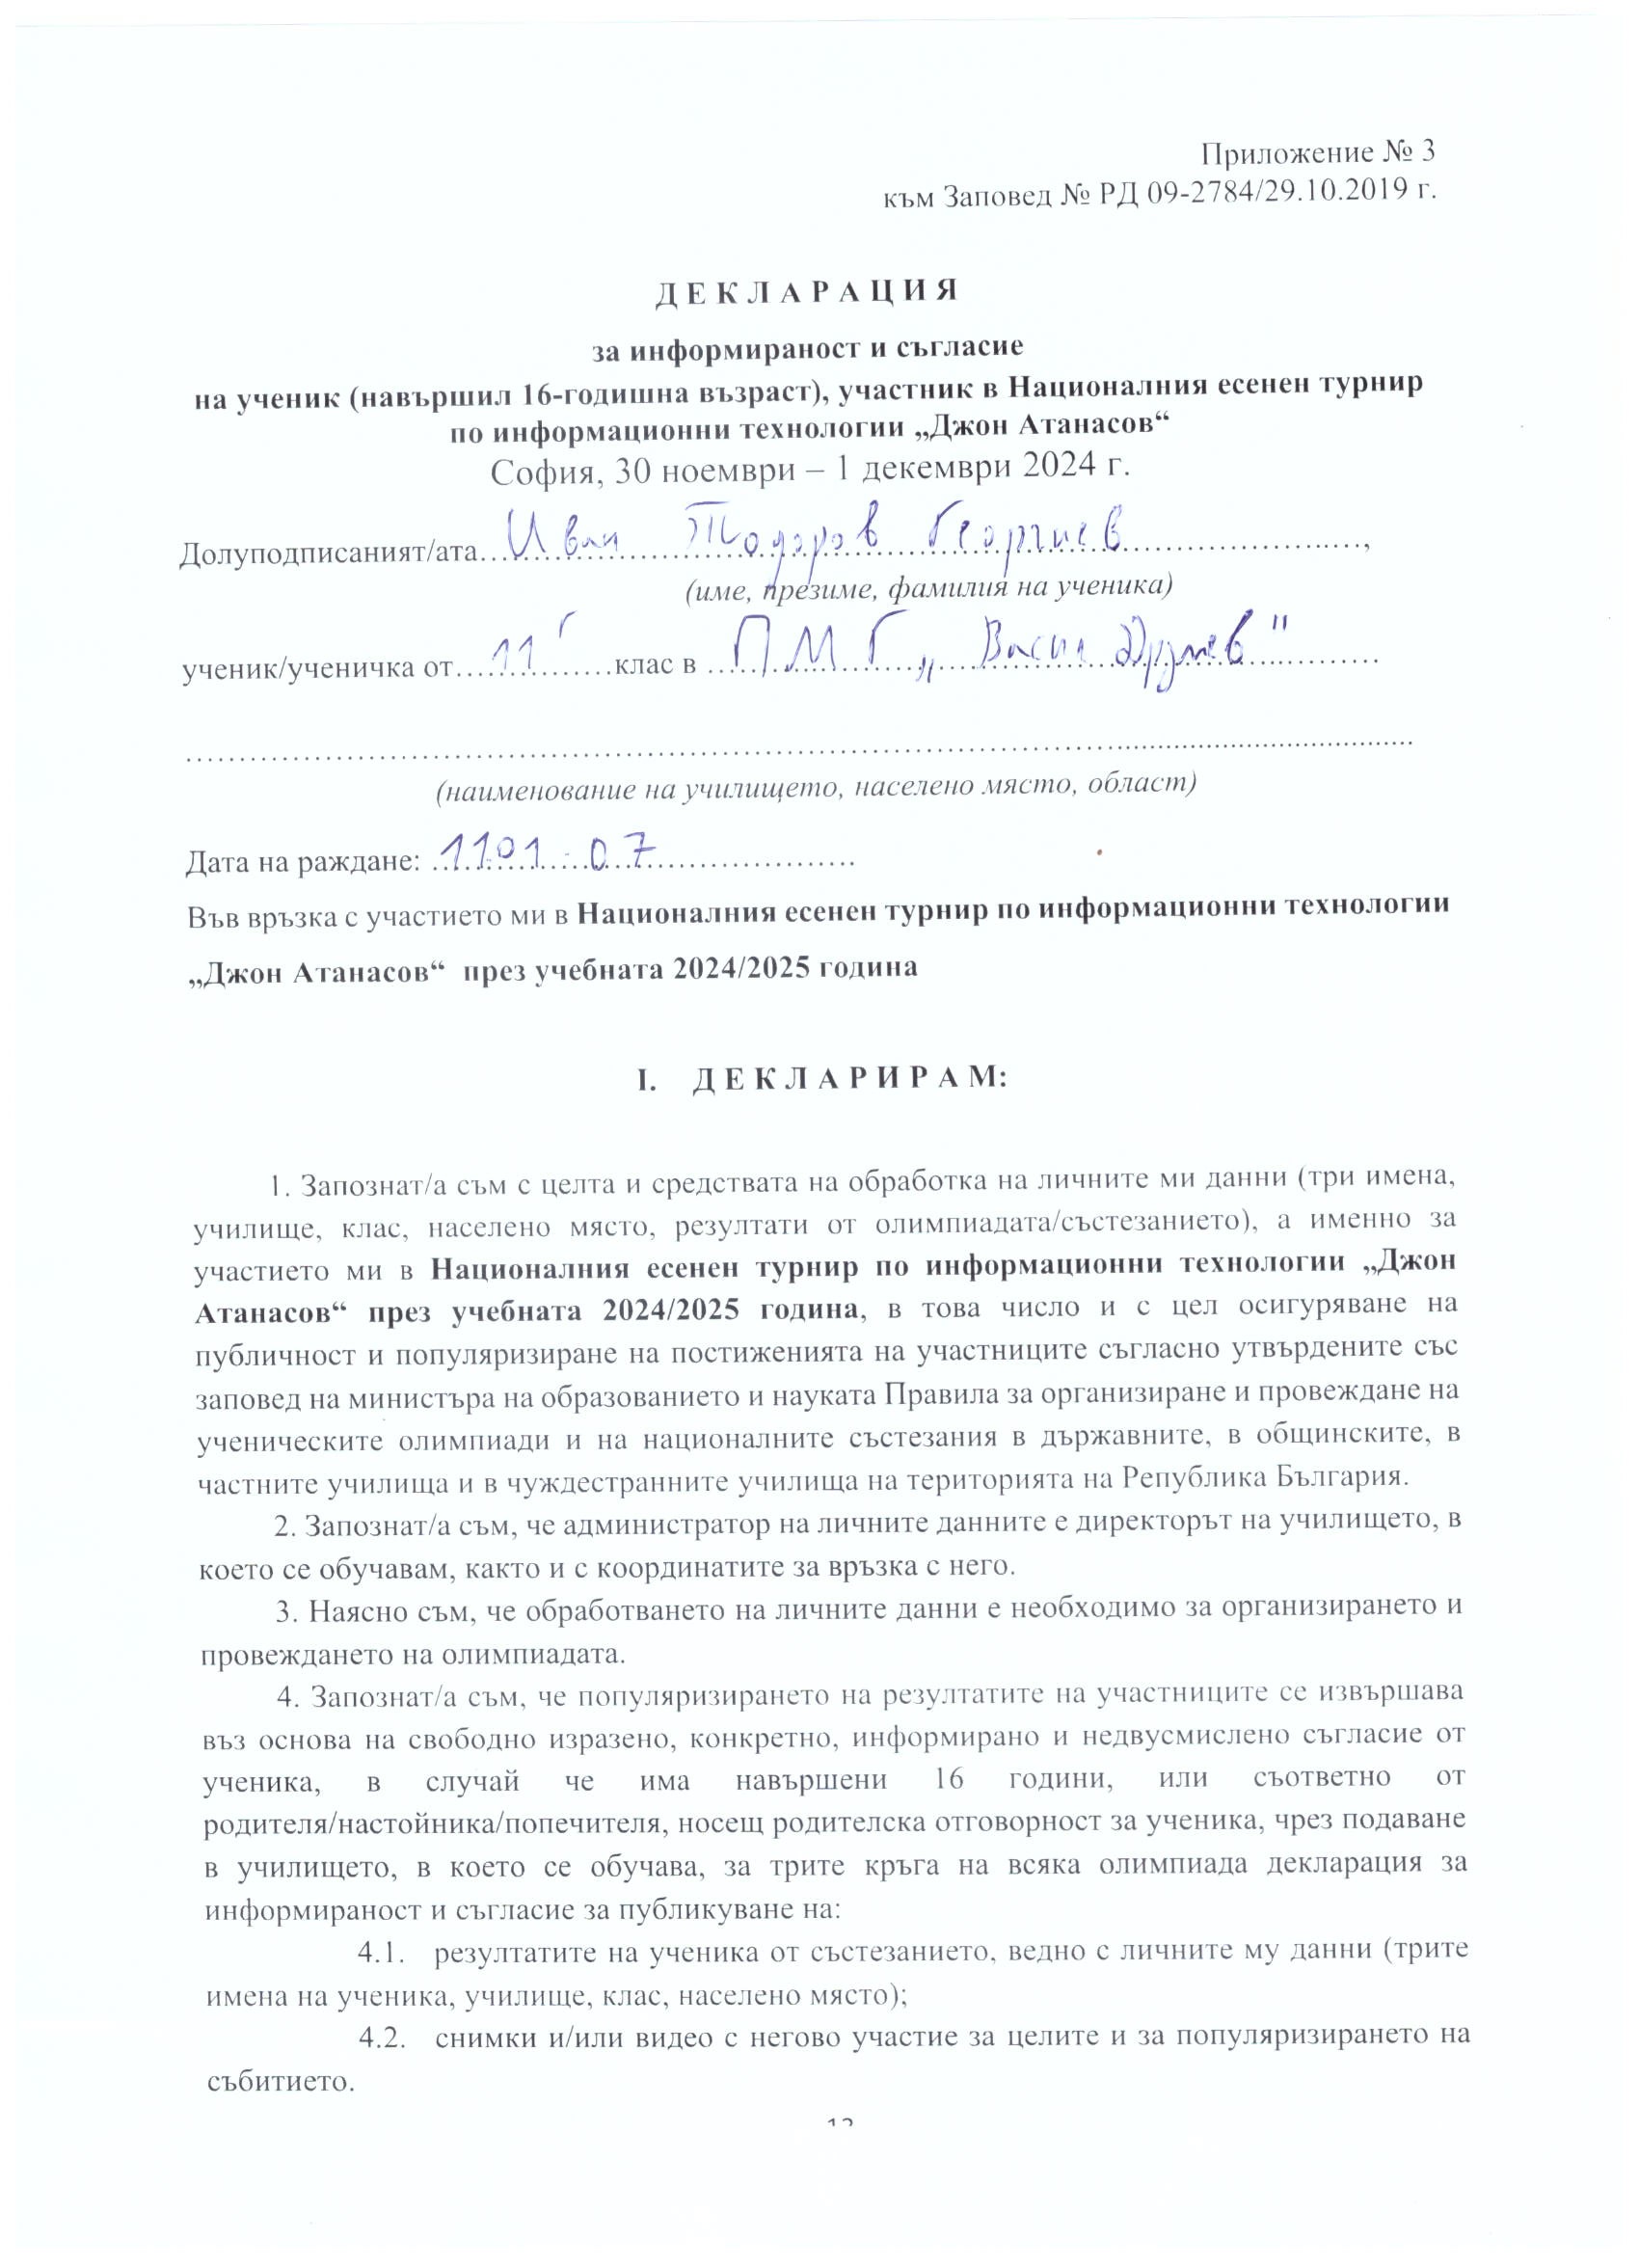 Приложение № 3
към Заповед № РД 09-2784/29.10.2019 г.
Д Е К Л А Р А Ц И Я
за информираност и съгласие
на ученик (навършил 16-годишна възраст), участник в Националния есенен турнир
по информационни технологии „Джон Атанасов“
София, 30 ноември – 1 декември 2024 г.
Долуподписаният/ата Иван Тодоров Георгиев,
(име, презиме, фамилия на ученика)
ученик/ученичка от 11 г клас в ПМГ „Васил Друмев"
(наименование на училището, населено място, област)
Дата на раждане: 11.01.07
Във връзка с участието ми в Националния есенен турнир по информационни технологии
„Джон Атанасов“ през учебната 2024/2025 година
I. Д Е К Л А Р И Р А М:
1. Запознат/а съм с целта и средствата на обработка на личните ми данни (три имена,
училище, клас, населено място, резултати от олимпиадата/състезанието), а именно за
участието ми в Националния есенен турнир по информационни технологии „Джон
Атанасов“ през учебната 2024/2025 година, в това число и с цел осигуряване на
публичност и популяризиране на постиженията на участниците съгласно утвърдените със
заповед на министъра на образованието и науката Правила за организиране и провеждане на
ученическите олимпиади и на националните състезания в държавните, в общинските, в
частните училища и в чуждестранните училища на територията на Република България.
2. Запознат/а съм, че администратор на личните данните е директорът на училището, в
което се обучавам, както и с координатите за връзка с него.
3. Наясно съм, че обработването на личните данни е необходимо за организирането и
провеждането на олимпиадата.
4. Запознат/а съм, че популяризирането на резултатите на участниците се извършава
въз основа на свободно изразено, конкретно, информирано и недвусмислено съгласие от
ученика, в случай че има навършени 16 години, или съответно от
родителя/настойника/попечителя, носещ родителска отговорност за ученика, чрез подаване
в училището, в което се обучава, за трите кръга на всяка олимпиада декларация за
информираност и съгласие за публикуване на:
4.1. резултатите на ученика от състезанието, ведно с личните му данни (трите
имена на ученика, училище, клас, населено място);
4.2. снимки и/или видео с негово участие за целите и за популяризирането на
събитието.